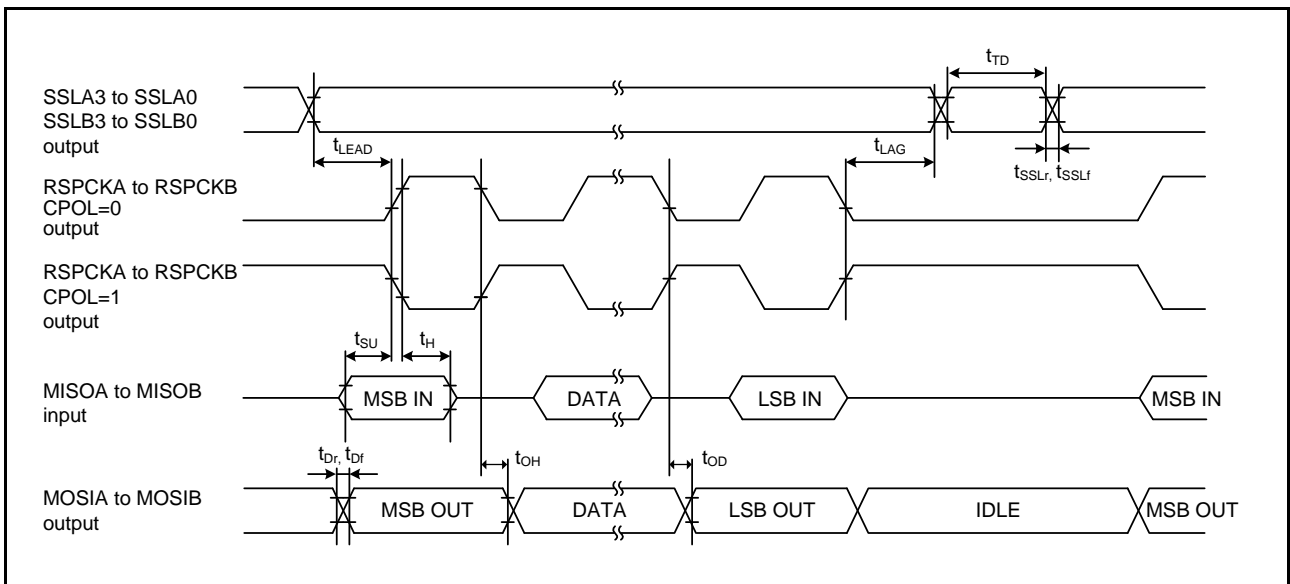 tTD
SSLA3 to SSLA0
SSLB3 to SSLB0
output
tLEAD
tLAG
tSSLr, tSSLf
RSPCKA to RSPCKB
CPOL=0
output
RSPCKA to RSPCKB
CPOL=1
output
tSU
tH
MISOA to MISOB
input
MSB IN
DATA
LSB IN
MSB IN
tDr, tDf
tOH
tOD
MOSIA to MOSIB
output
MSB OUT
DATA
LSB OUT
IDLE
MSB OUT